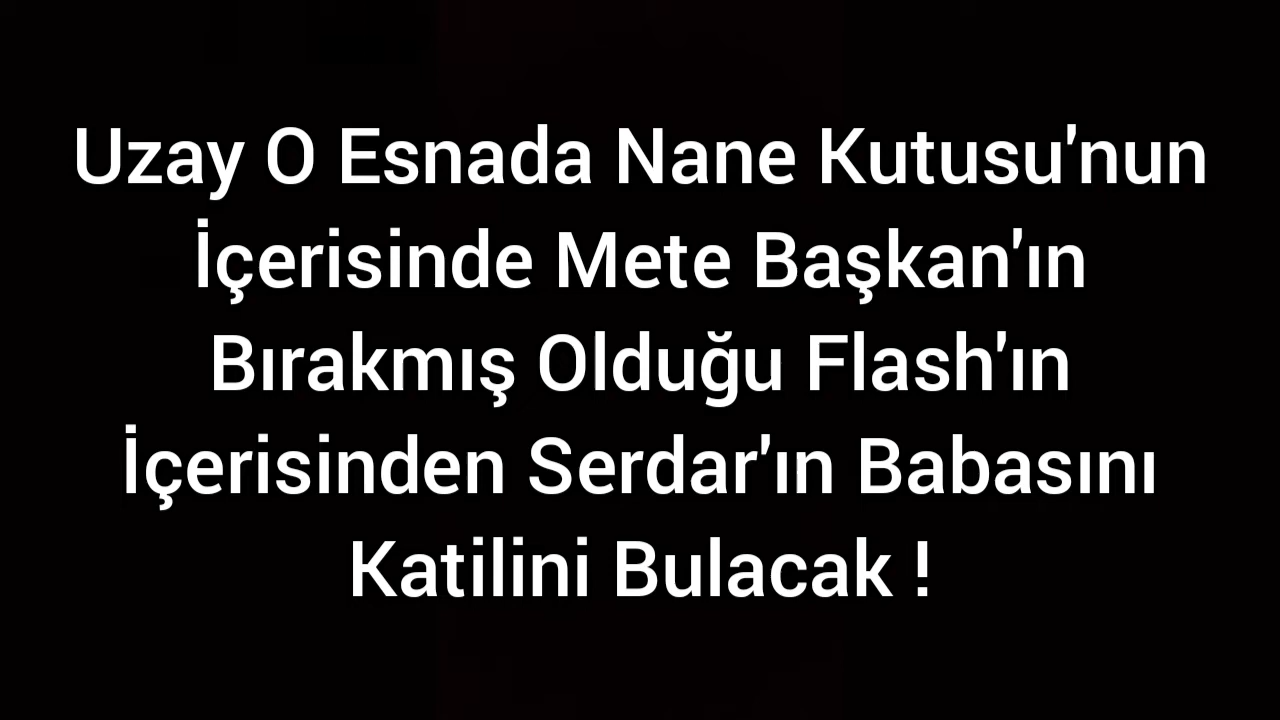 Uzay O Esnada Nane Kutusu'nun
İçerisinde Mete Başkan'ın
Bırakmış Olduğu Flash'ın
İçerisinden Serdar'ın Babasını
Katilini Bulacak !